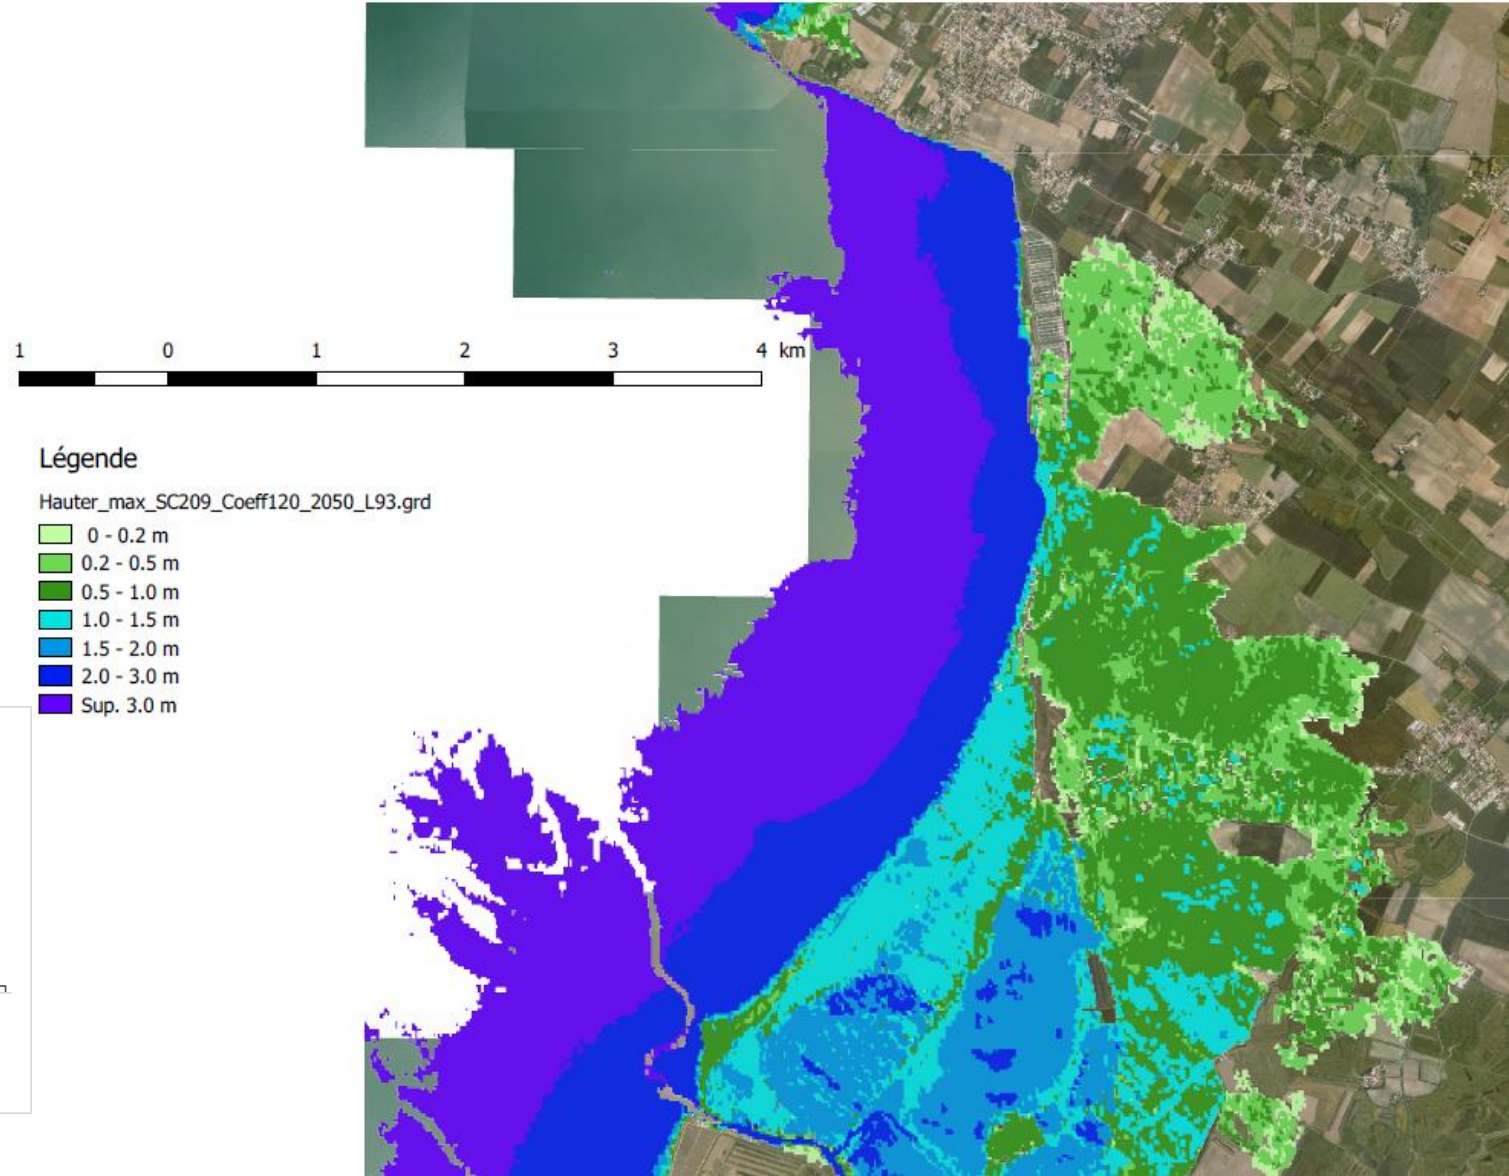 1 0 1 2 3 4 km
Légende
Hauter_max_SC209_Coeff120_2050_L93.grd
0 - 0.2 m
0.2 - 0.5 m
0.5 - 1.0 m
1.0 - 1.5 m
1.5 - 2.0 m
2.0 - 3.0 m
Sup. 3.0 m